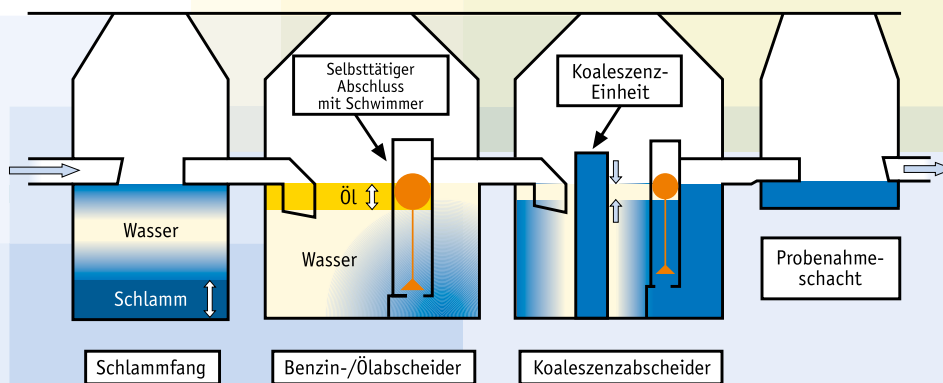 Selbsttätiger
Abschluss
mit Schwimmer
Koaleszenz-
Einheit
Öl
Wasser
Wasser
Schlamm
Probenahme-
schacht
Schlammfang
Benzin-/Ölabscheider
Koaleszenzabscheider